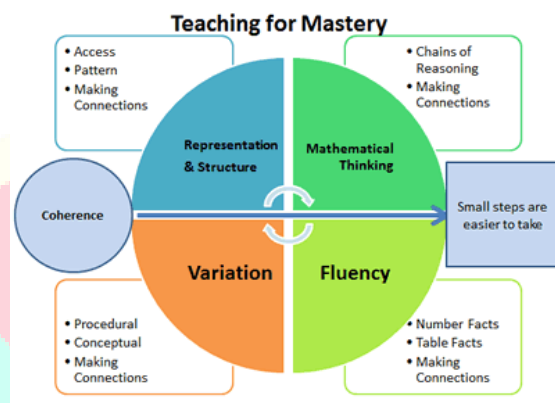 Teaching for Mastery
• Access
• Pattern
• Making
Connections
• Chains of
Reasoning
• Making
Connections
Representation
& Structure
Mathematical
Thinking
Coherence
Small steps are
easier to take
Variation
Fluency
• Procedural
• Conceptual
• Making
Connections
• Number Facts
• Table Facts
• Making
Connections